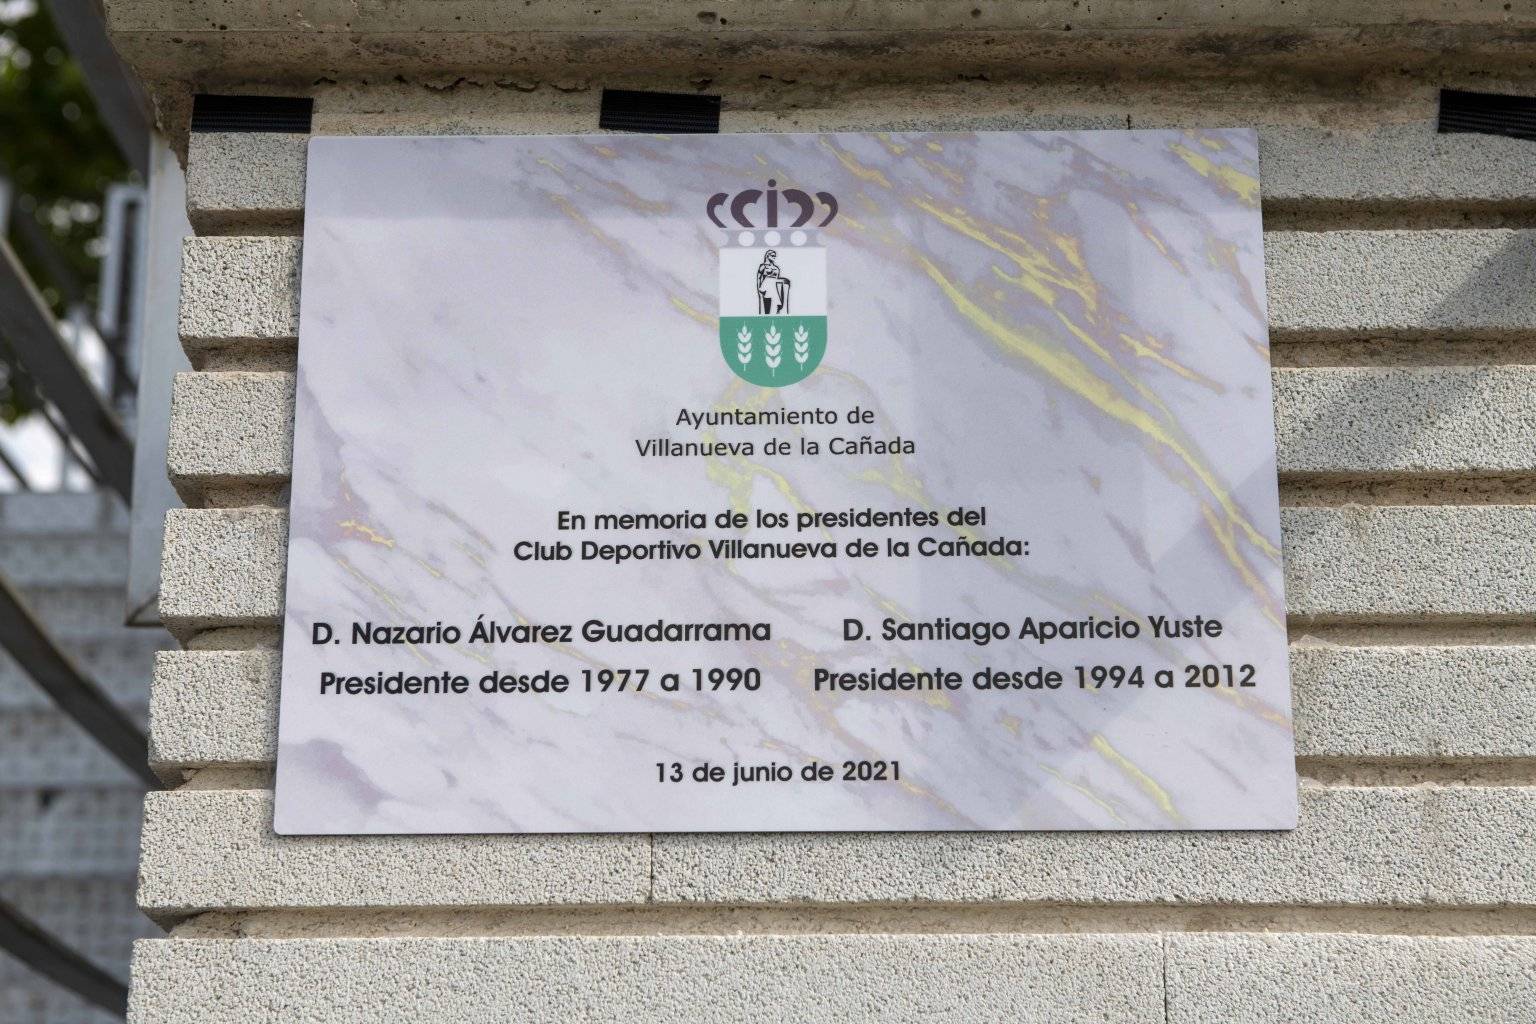 Ayuntamiento de
Villanueva de la Cañada
En memoria de los presidentes del
Club Deportivo Villanueva de la Cañada:
D. Nazario Álvarez Guadarrama
Presidente desde 1977 a 1990
D. Santiago Aparicio Yuste
Presidente desde 1994 a 2012
13 de junio de 2021